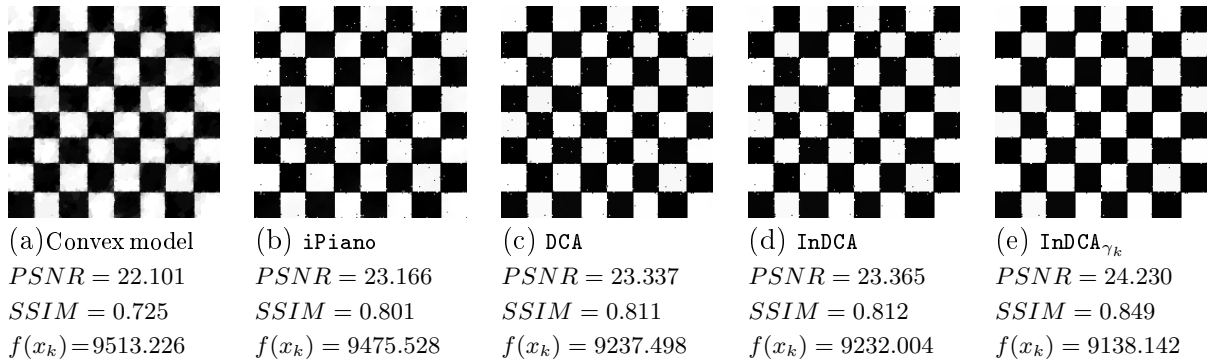 (a)Convex model
PSNR = 22.101
SSIM = 0.725
f(x_k) = 9513.226
(b) iPiano
PSNR = 23.166
SSIM = 0.801
f(x_k) = 9475.528
(c) DCA
PSNR = 23.337
SSIM = 0.811
f(x_k) = 9237.498
(d) InDCA
PSNR = 23.365
SSIM = 0.812
f(x_k) = 9232.004
(e) InDCA_{γ_k}
PSNR = 24.230
SSIM = 0.849
f(x_k) = 9138.142